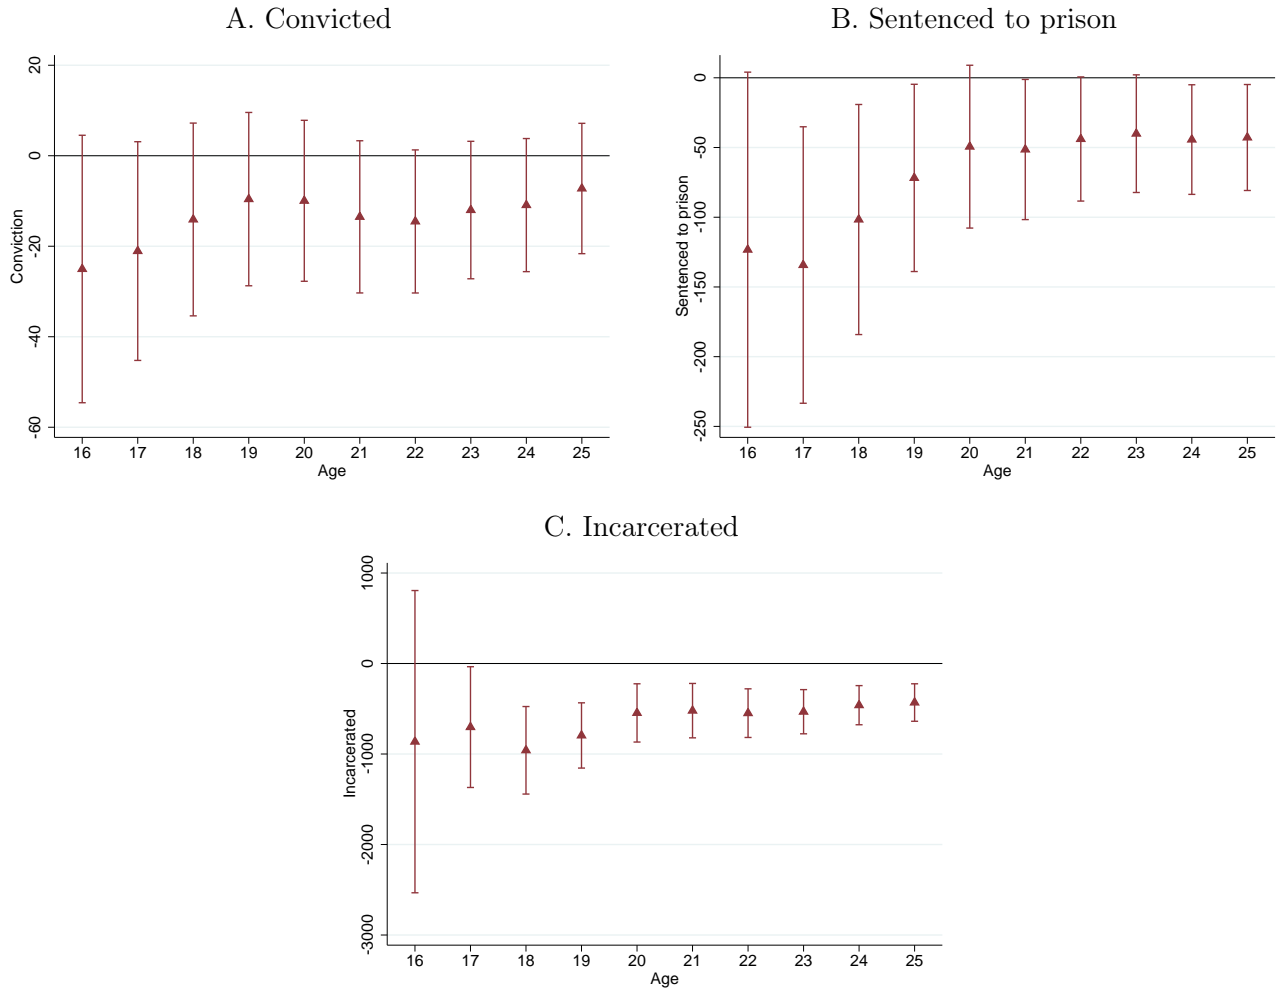 A. Convicted
20
0
-20
-40
-60
Conviction
16 17 18 19 20 21 22 23 24 25
Age
B. Sentenced to prison
0
-50
-100
-150
-200
-250
Sentenced to prison
16 17 18 19 20 21 22 23 24 25
Age
C. Incarcerated
1000
0
-1000
-2000
-3000
Incarcerated
16 17 18 19 20 21 22 23 24 25
Age